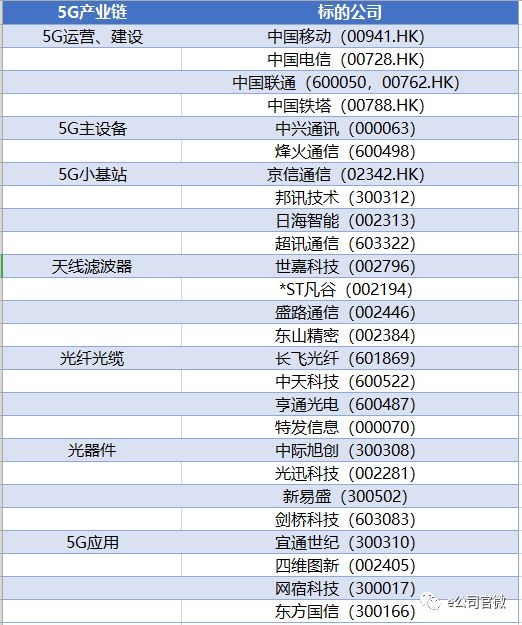 5G产业链 标的公司
5G运营、建设 中国移动（00941.HK）
中国电信（00728.HK）
中国联通（600050，00762.HK）
中国铁塔（00788.HK）
5G主设备 中兴通讯（000063）
烽火通信（600498）
5G小基站 京信通信（02342.HK）
邦讯技术（300312）
日海智能（002313）
超讯通信（603322）
天线滤波器 世嘉科技（002796）
*ST凡谷（002194）
盛路通信（002446）
东山精密（002384）
光纤光缆 长飞光纤（601869）
中天科技（600522）
亨通光电（600487）
特发信息（000070）
光器件 中际旭创（300308）
光迅科技（002281）
新易盛（300502）
剑桥科技（603083）
5G应用 宜通世纪（300310）
四维图新（002405）
网宿科技（300017）
e公司官微
东方国信（300166）